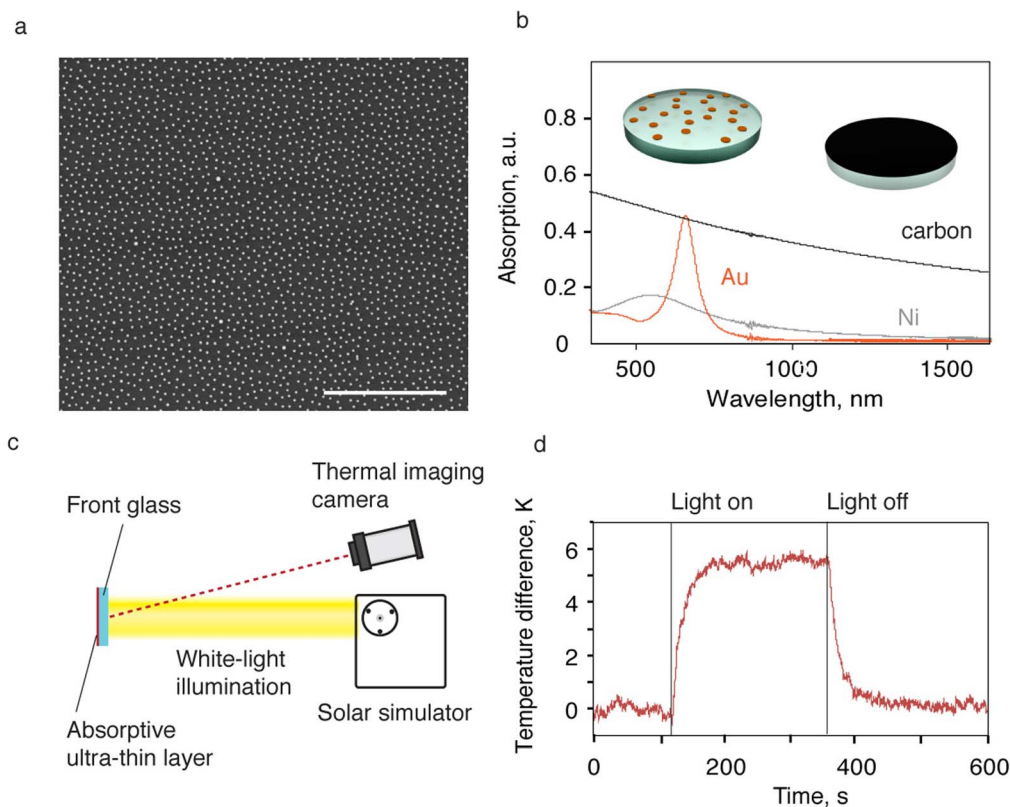 a
b
Absorption, a.u.
0.8
0.6
0.4
0.2
0
carbon
Au
Ni
500
1000
1500
Wavelength, nm
c
Thermal imaging
camera
Front glass
White-light
illumination
Solar simulator
Absorptive
ultra-thin layer
d
Light on
Light off
Temperature difference, K
6
4
2
0
0
200
400
600
Time, s